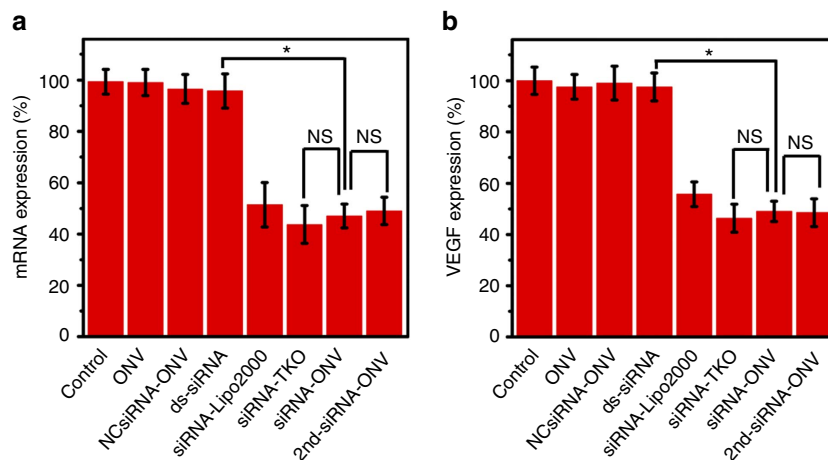 a
mRNA expression (%)
100
80
60
40
20
0
*
NS
NS
Control
ONV
NCsiRNA-ONV
ds-siRNA
siRNA-Lipo2000
siRNA-TKO
siRNA-ONV
2nd-siRNA-ONV
b
VEGF expression (%)
100
80
60
40
20
0
*
NS
NS
Control
ONV
NCsiRNA-ONV
ds-siRNA
siRNA-Lipo2000
siRNA-TKO
siRNA-ONV
2nd-siRNA-ONV